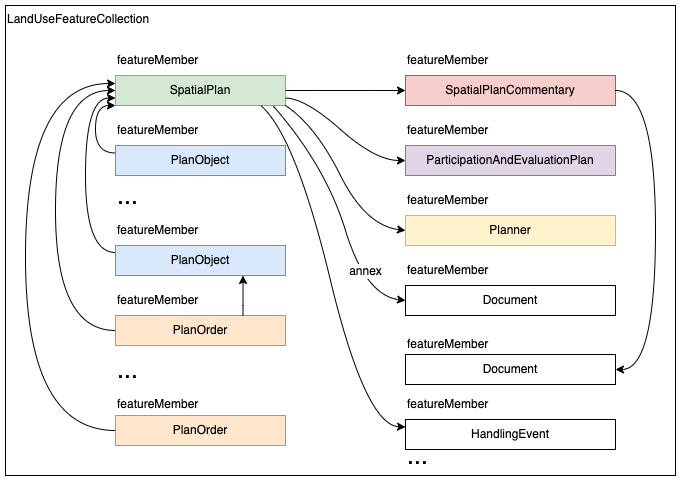 LandUseFeatureCollection
featureMember
SpatialPlan
featureMember
PlanObject
...
featureMember
PlanObject
featureMember
PlanOrder
...
featureMember
PlanOrder
annex
featureMember
SpatialPlanCommentary
featureMember
ParticipationAndEvaluationPlan
featureMember
Planner
featureMember
Document
featureMember
Document
featureMember
HandlingEvent
...